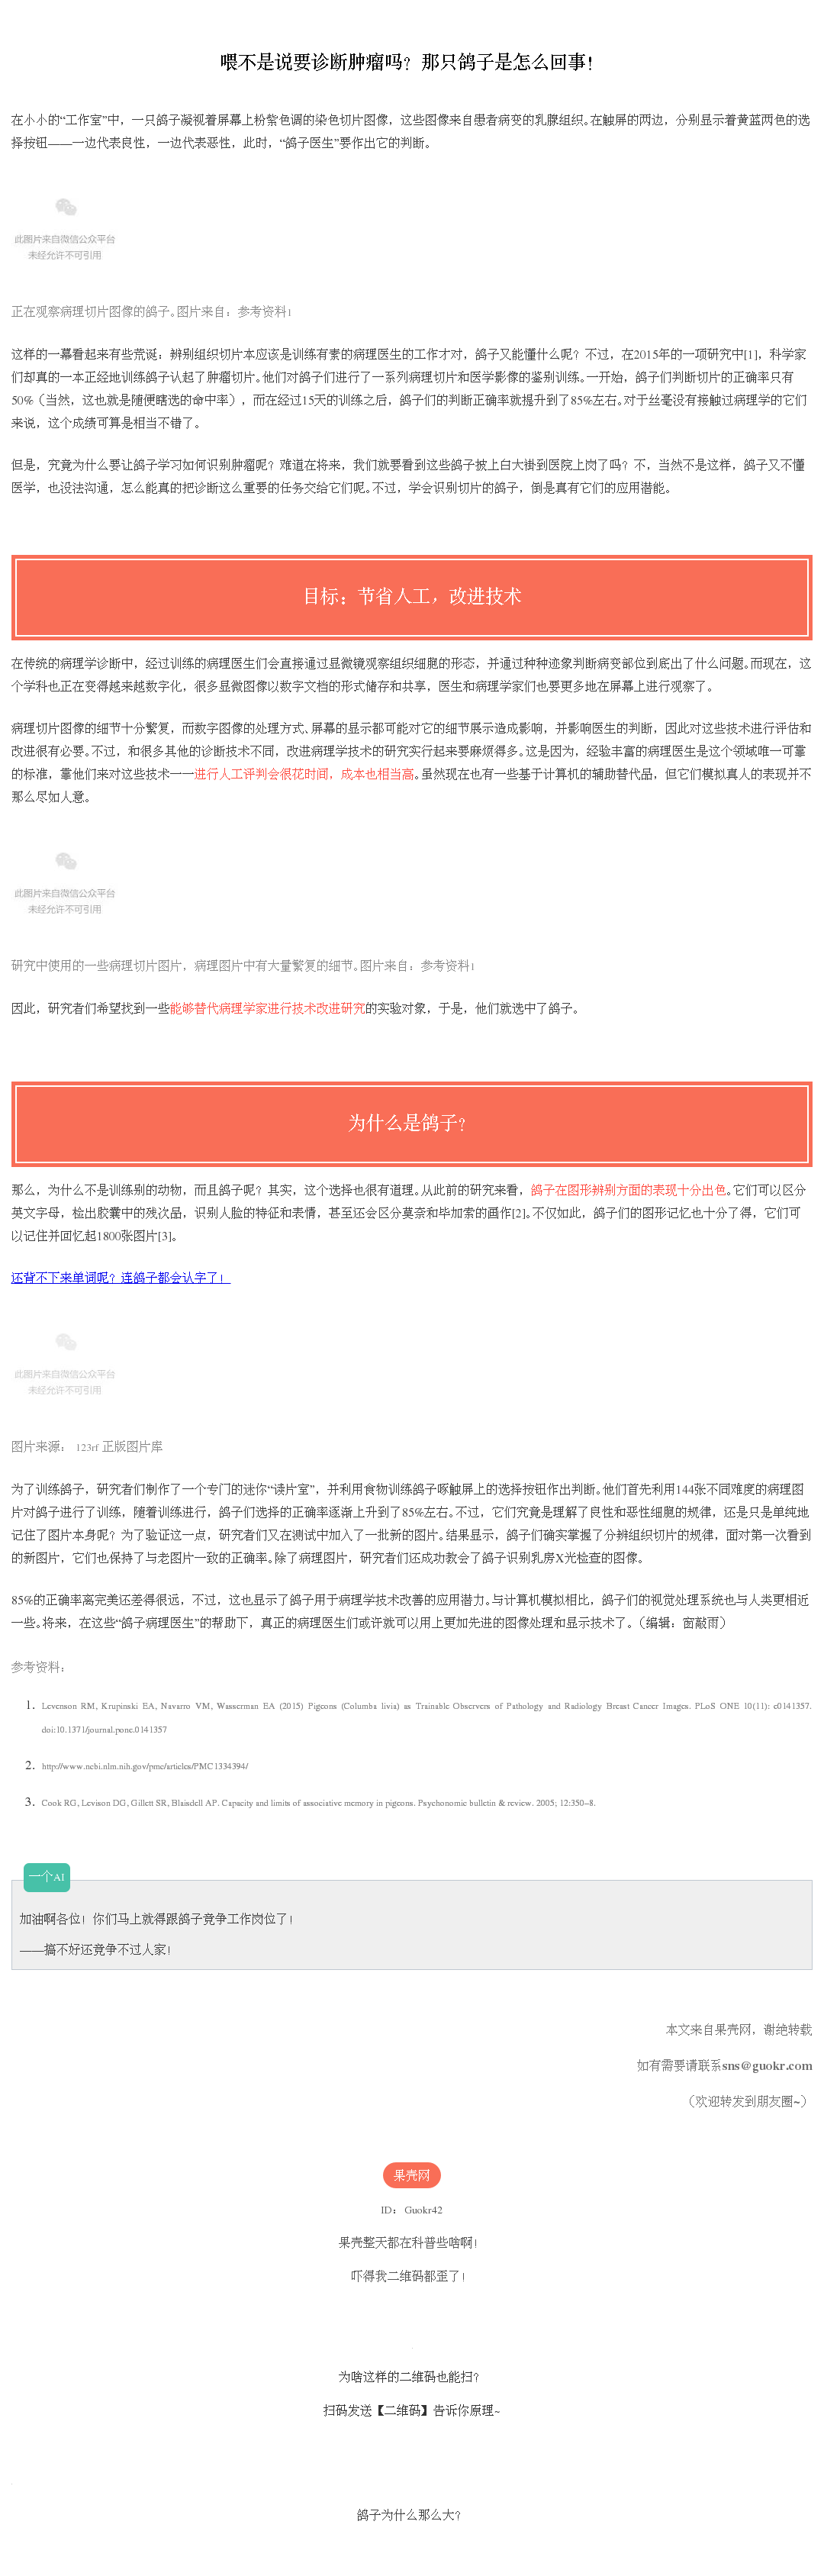 喂不是说要诊断肿瘤吗？那只鸽子是怎么回事！
在小小的“工作室”中，一只鸽子凝视着屏幕上粉紫色调的染色切片图像，这些图像来自患者病变的乳腺组织。在触屏的两边，分别显示着黄蓝两色的选
择按钮——一边代表良性，一边代表恶性，此时，“鸽子医生”要作出它的判断。
此图片来自微信公众平台
未经允许不可引用
正在观察病理切片图像的鸽子。图片来自：参考资料1
这样的一幕看起来有些荒诞：辨别组织切片本应该是训练有素的病理医生的工作才对，鸽子又能懂什么呢？不过，在2015年的一项研究中[1]，科学家
们却真的一本正经地训练鸽子认起了肿瘤切片。他们对鸽子们进行了一系列病理切片和医学影像的鉴别训练。一开始，鸽子们判断切片的正确率只有
50%（当然，这也就是随便瞎选的命中率），而在经过15天的训练之后，鸽子们的判断正确率就提升到了85%左右。对于丝毫没有接触过病理学的它们
来说，这个成绩可算是相当不错了。
但是，究竟为什么要让鸽子学习如何识别肿瘤呢？难道在将来，我们就要看到这些鸽子披上白大褂到医院上岗了吗？不，当然不是这样，鸽子又不懂
医学，也没法沟通，怎么能真的把诊断这么重要的任务交给它们呢。不过，学会识别切片的鸽子，倒是真有它们的应用潜能。
目标：节省人工，改进技术
在传统的病理学诊断中，经过训练的病理医生们会直接通过显微镜观察组织细胞的形态，并通过种种迹象判断病变部位到底出了什么问题。而现在，这
个学科也正在变得越来越数字化，很多显微图像以数字文档的形式储存和共享，医生和病理学家们也要更多地在屏幕上进行观察了。
病理切片图像的细节十分繁复，而数字图像的处理方式、屏幕的显示都可能对它的细节展示造成影响，并影响医生的判断，因此对这些技术进行评估和
改进很有必要。不过，和很多其他的诊断技术不同，改进病理学技术的研究实行起来要麻烦得多。这是因为，经验丰富的病理医生是这个领域唯一可靠
的标准，靠他们来对这些技术一一进行人工评判会很花时间，成本也相当高。虽然现在也有一些基于计算机的辅助替代品，但它们模拟真人的表现并不
那么尽如人意。
此图片来自微信公众平台
未经允许不可引用
研究中使用的一些病理切片图片，病理图片中有大量繁复的细节。图片来自：参考资料1
因此，研究者们希望找到一些能够替代病理学家进行技术改进研究的实验对象，于是，他们就选中了鸽子。
为什么是鸽子？
那么，为什么不是训练别的动物，而且鸽子呢？其实，这个选择也很有道理。从此前的研究来看，鸽子在图形辨别方面的表现十分出色。它们可以区分
英文字母，检出胶囊中的残次品，识别人脸的特征和表情，甚至还会区分莫奈和毕加索的画作[2]。不仅如此，鸽子们的图形记忆也十分了得，它们可
以记住并回忆起1800张图片[3]。
还背不下来单词呢？连鸽子都会认字了！
此图片来自微信公众平台
未经允许不可引用
图片来源： 123rf 正版图片库
为了训练鸽子，研究者们制作了一个专门的迷你“读片室”，并利用食物训练鸽子啄触屏上的选择按钮作出判断。他们首先利用144张不同难度的病理图
片对鸽子进行了训练，随着训练进行，鸽子们选择的正确率逐渐上升到了85%左右。不过，它们究竟是理解了良性和恶性细胞的规律，还是只是单纯地
记住了图片本身呢？为了验证这一点，研究者们又在测试中加入了一批新的图片。结果显示，鸽子们确实掌握了分辨组织切片的规律，面对第一次看到
的新图片，它们也保持了与老图片一致的正确率。除了病理图片，研究者们还成功教会了鸽子识别乳房X光检查的图像。
85%的正确率离完美还差得很远，不过，这也显示了鸽子用于病理学技术改善的应用潜力。与计算机模拟相比，鸽子们的视觉处理系统也与人类更相近
一些。将来，在这些“鸽子病理医生”的帮助下，真正的病理医生们或许就可以用上更加先进的图像处理和显示技术了。（编辑：窗敲雨）
参考资料：
1. Levenson RM, Krupinski EA, Navarro VM, Wasserman EA (2015) Pigeons (Columba livia) as Trainable Observers of Pathology and Radiology Breast Cancer Images. PLoS ONE 10(11): e0141357.
doi:10.1371/journal.pone.0141357
2. http://www.ncbi.nlm.nih.gov/pmc/articles/PMC1334394/
3. Cook RG, Levison DG, Gillett SR, Blaisdell AP. Capacity and limits of associative memory in pigeons. Psychonomic bulletin & review. 2005; 12:350–8.
一个AI
加油啊各位！你们马上就得跟鸽子竞争工作岗位了！
——搞不好还竞争不过人家！
本文来自果壳网，谢绝转载
如有需要请联系sns@guokr.com
（欢迎转发到朋友圈~）
果壳网
ID： Guokr42
果壳整天都在科普些啥啊！
吓得我二维码都歪了！
为啥这样的二维码也能扫？
扫码发送【二维码】告诉你原理~
鸽子为什么那么大？